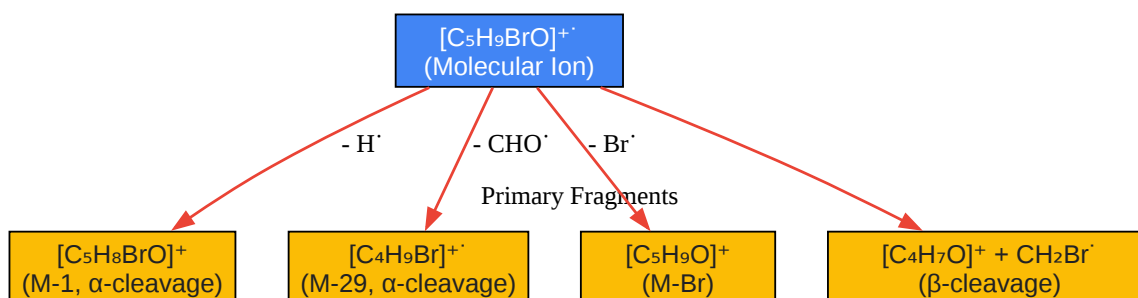 [C₅H₉BrO]⁺˙
(Molecular Ion)
- H˙
- CHO˙
- Br˙
Primary Fragments
[C₅H₈BrO]⁺
(M-1, α-cleavage)
[C₄H₉Br]⁺˙
(M-29, α-cleavage)
[C₅H₉O]⁺
(M-Br)
[C₄H₇O]⁺ + CH₂Br˙
(β-cleavage)